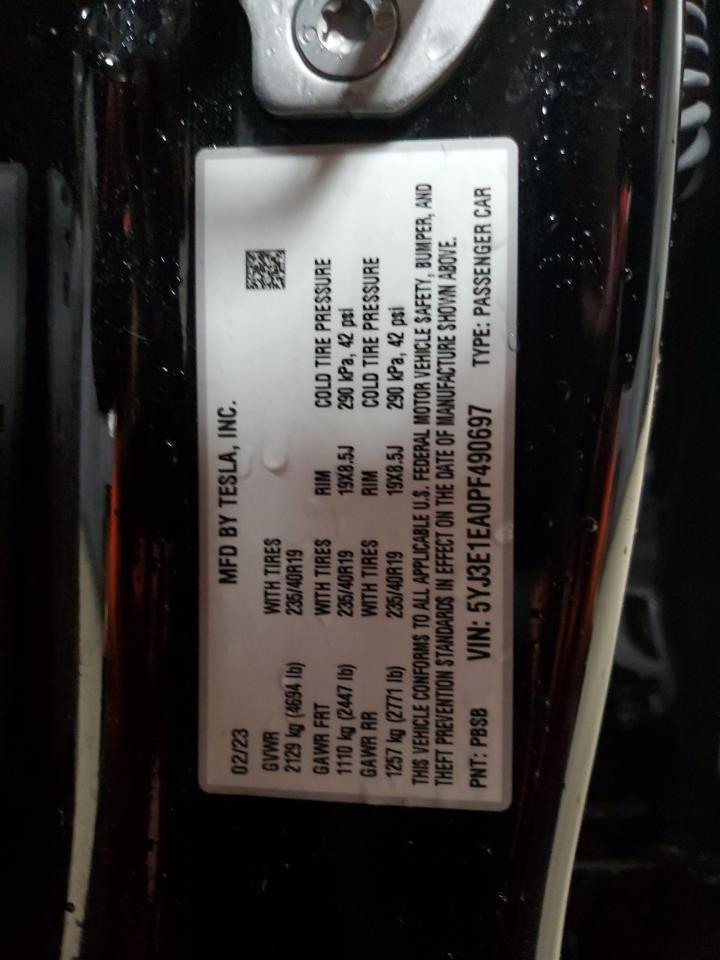 02/23 MFD BY TESLA, INC.
GVWR WITH TIRES
2129 kg (4694 lb) 235/40R19
GAWR FRT WITH TIRES RIM COLD TIRE PRESSURE
1110 kg (2447 lb) 235/40R19 19X8.5J 290 kPa, 42 psi
GAWR RR WITH TIRES RIM COLD TIRE PRESSURE
1257 kg (2771 lb) 235/40R19 19X8.5J 290 kPa, 42 psi
THIS VEHICLE CONFORMS TO ALL APPLICABLE U.S. FEDERAL MOTOR VEHICLE SAFETY, BUMPER, AND
THEFT PREVENTION STANDARDS IN EFFECT ON THE DATE OF MANUFACTURE SHOWN ABOVE.
PNT: PBSB VIN: 5YJ3E1EA0PF490697 TYPE: PASSENGER CAR